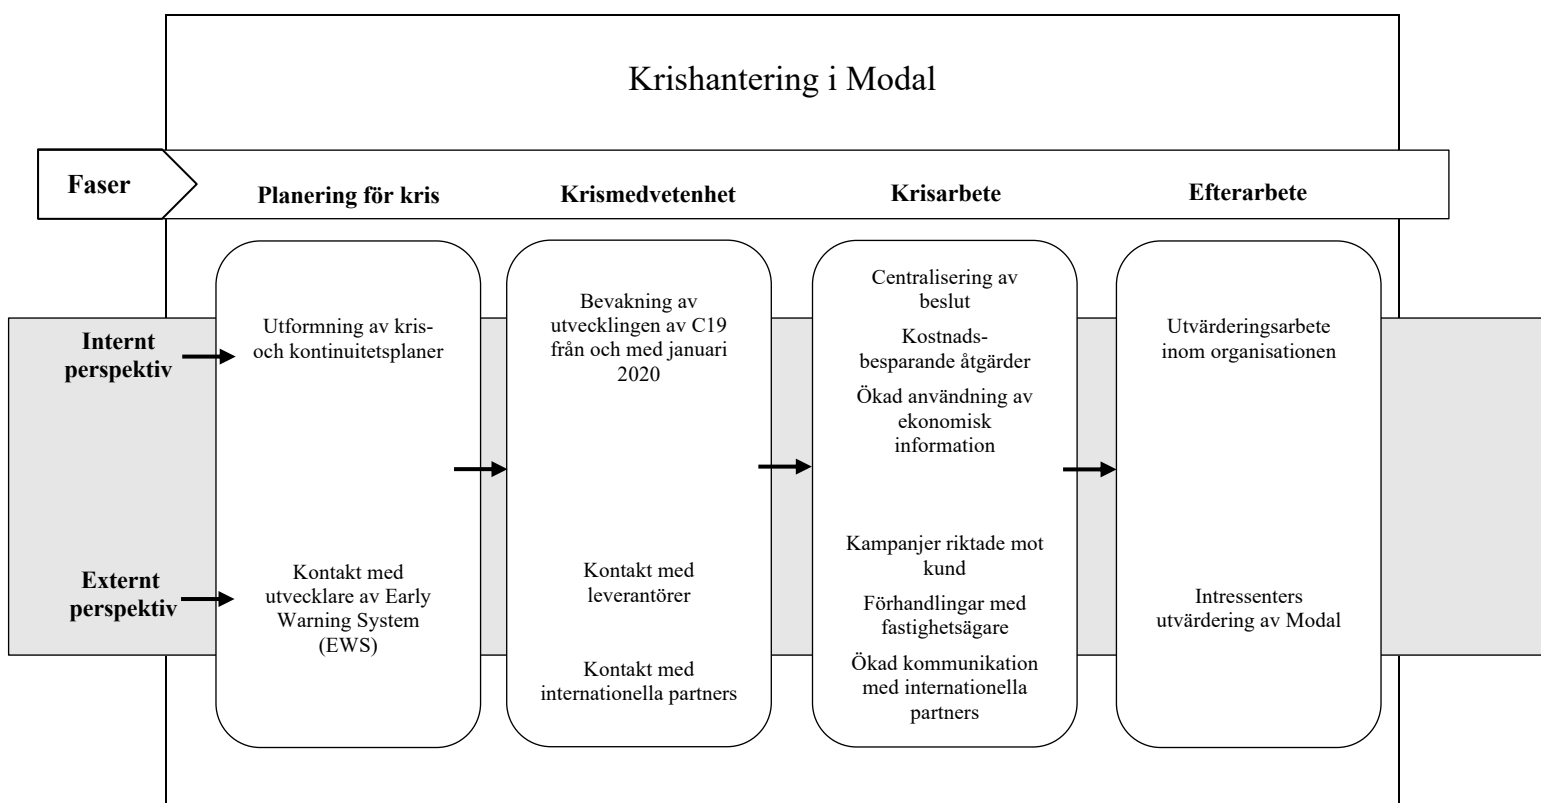 Krishantering i Modal
Faser
Planering för kris
Krismedvetenhet
Krisarbete
Efterarbete
Internt
perspektiv
Utformning av kris-
och kontinuitetsplaner
Bevakning av
utvecklingen av C19
från och med januari
2020
Centralisering av
beslut
Kostnads-
besparande åtgärder
Ökad användning av
ekonomisk
information
Utvärderingsarbete
inom organisationen
Externt
perspektiv
Kontakt med
utvecklare av Early
Warning System
(EWS)
Kontakt med
leverantörer
Kontakt med
internationella partners
Kampanjer riktade mot
kund
Förhandlingar med
fastighetsägare
Ökad kommunikation
med internationella
partners
Intressenters
utvärdering av Modal